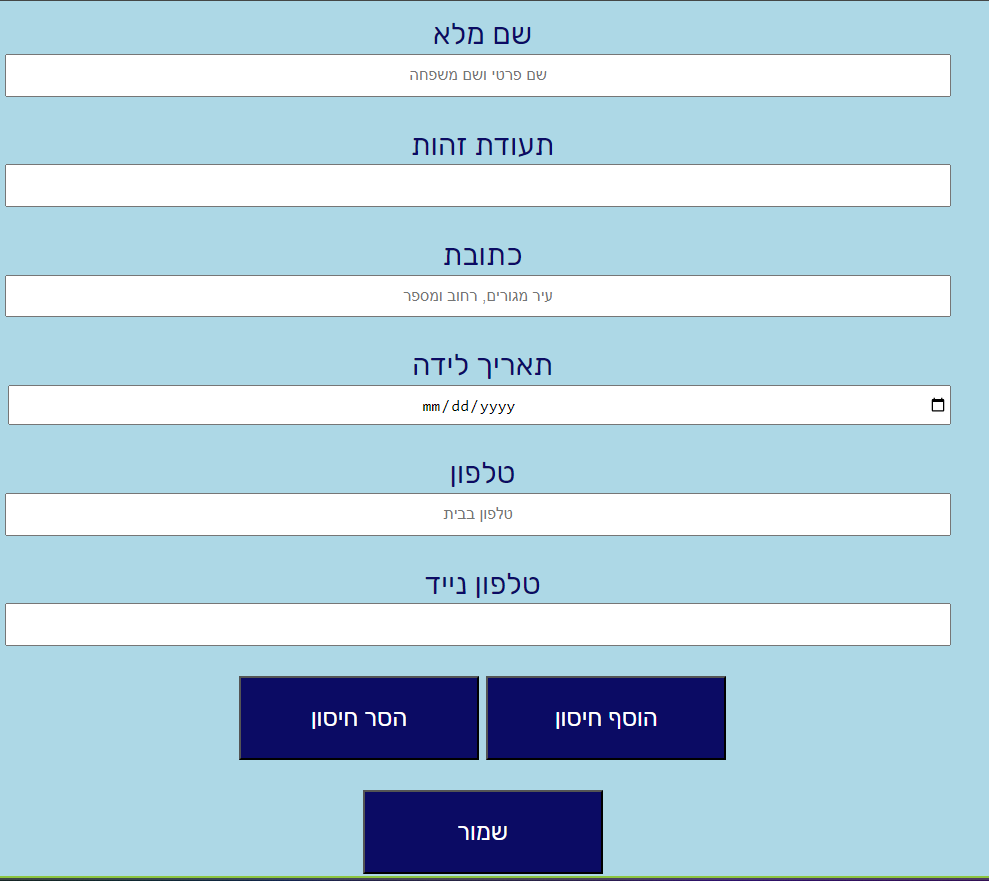 שם מלא
שם פרטי ושם משפחה
תעודת זהות
כתובת
עיר מגורים, רחוב ומספר
תאריך לידה
mm/dd/yyyy
טלפון
טלפון בבית
טלפון נייד
הוסף חיסון הסר חיסון
שמור